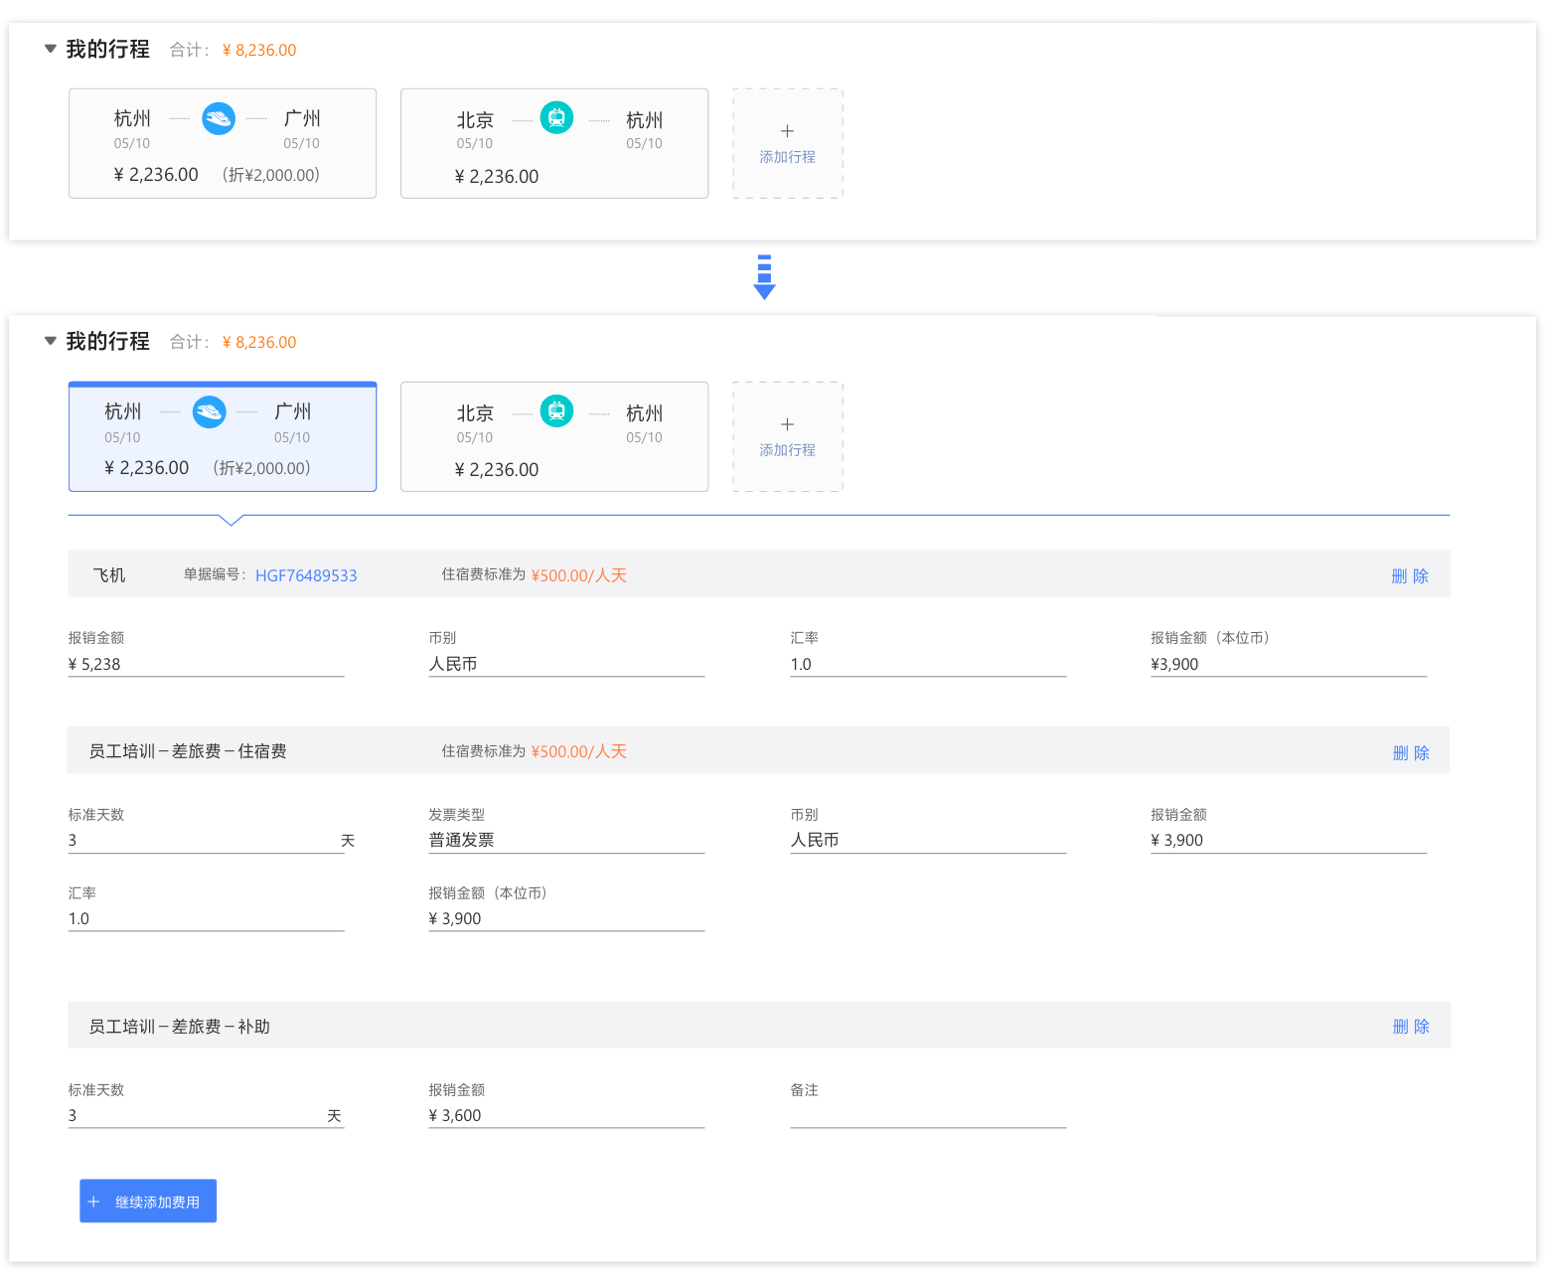 我的行程 合计： ¥ 8,236.00
杭州 广州 北京 杭州
05/10 05/10 05/10 05/10
添加行程
¥ 2,236.00 （折¥2,000.00） ¥ 2,236.00
我的行程 合计： ¥ 8,236.00
杭州 广州 北京 杭州
05/10 05/10 05/10 05/10
添加行程
¥ 2,236.00 （折¥2,000.00） ¥ 2,236.00
飞机 单据编号： HGF76489533 住宿费标准为 ¥500.00/人天 删 除
报销金额 币别 汇率 报销金额（本位币）
¥ 5,238 人民币 1.0 ¥3,900
员工培训－差旅费－住宿费 住宿费标准为 ¥500.00/人天 删 除
标准天数 发票类型 币别 报销金额
3 天 普通发票 人民币 ¥ 3,900
汇率 报销金额（本位币）
1.0 ¥ 3,900
员工培训－差旅费－补助 删 除
标准天数 报销金额 备注
3 天 ¥ 3,600
+ 继续添加费用